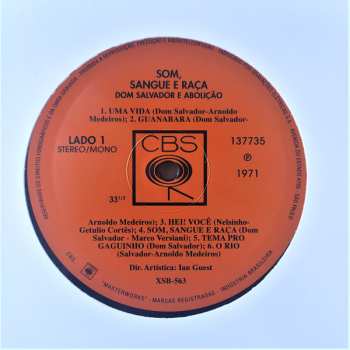 SOM,
SANGUE E RAÇA
DOM SALVADOR E ABOLIÇÃO
1. UMA VIDA (Dom Salvador-Arnoldo
Medeiros); 2. GUANABARA (Dom Salvador-
LADO 1
STEREO/MONO
CBS
137735
℗
1971
33 1/3
Arnoldo Medeiros); 3. HEI! VOCÊ (Nelsinho-
Getulio Cortês); 4. SOM, SANGUE E RAÇA (Dom
Salvador - Marco Versiani); 5. TEMA PRO
GAGUINHO (Dom Salvador); 6. O RIO
(Salvador-Arnoldo Medeiros)
Dir. Artística: Ian Guest
XSB-563
CBS
"MASTERWORKS" - MARCAS REGISTRADAS - INDÚSTRIA BRASILEIRA